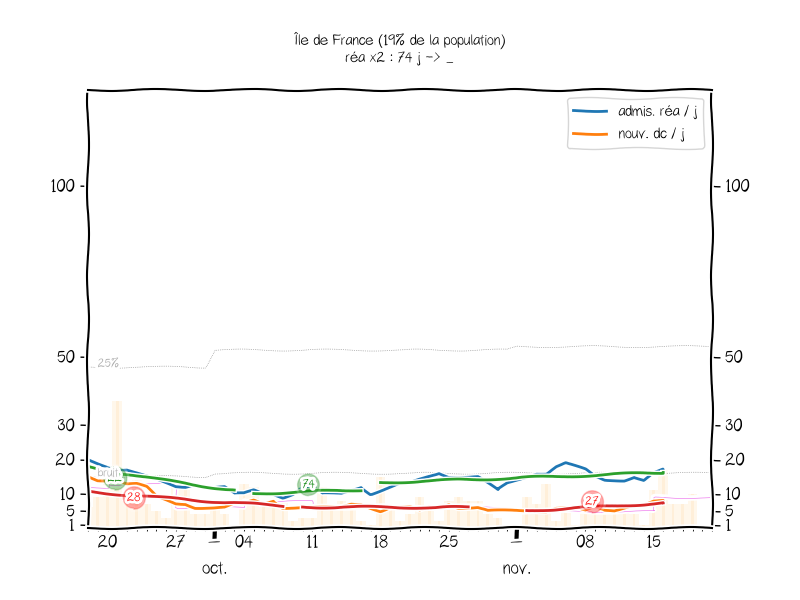 Île de France (19% de la population)
réa x2 : 74 j -> _
admis. réa / j
nouv. dc / j
100 100
50 50
25%
30 30
20 20
bruit
74
10 10
28 27
5 5
1 1
20 27 04 11 18 25 08 15
oct. nov.